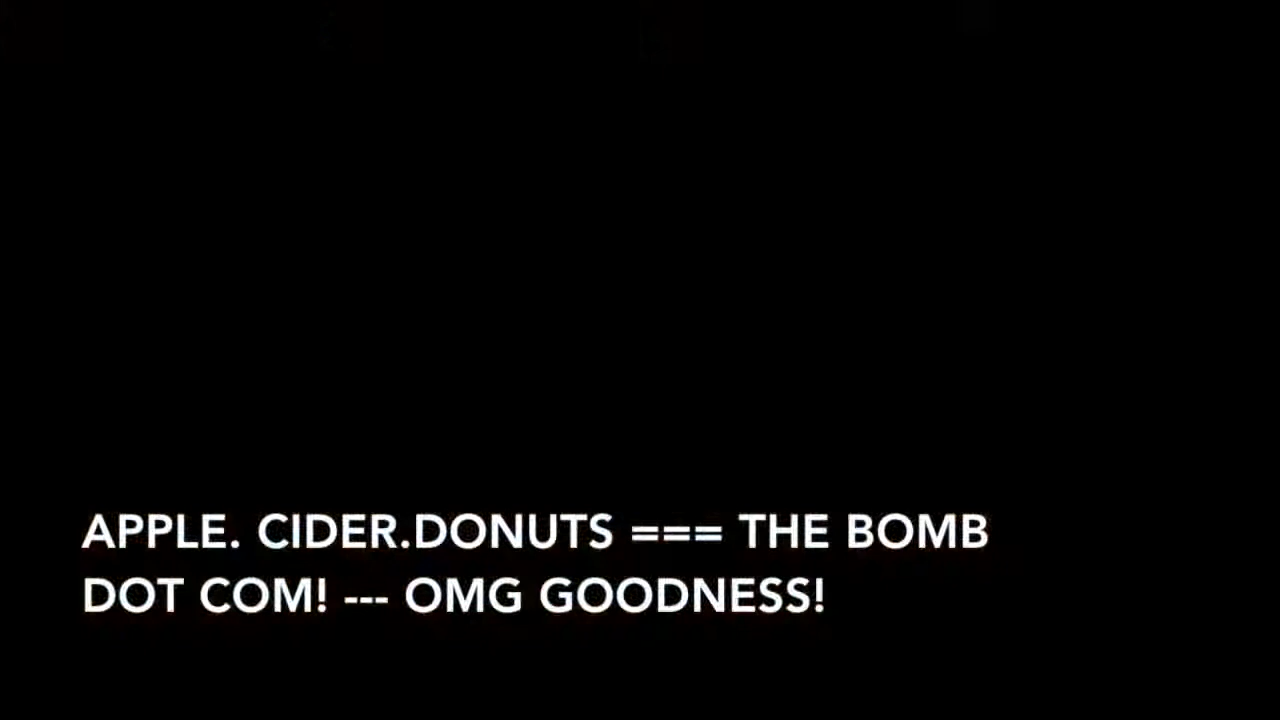 APPLE. CIDER.DONUTS === THE BOMB
DOT COM! --- OMG GOODNESS!